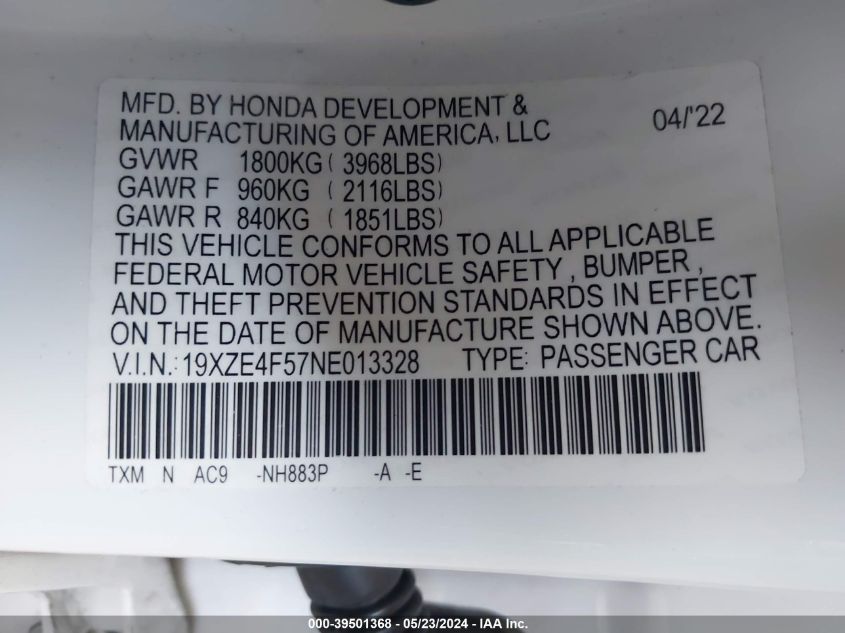 MFD. BY HONDA DEVELOPMENT &
MANUFACTURING OF AMERICA, LLC 04/'22
GVWR 1800KG ( 3968LBS)
GAWR F 960KG ( 2116LBS)
GAWR R 840KG ( 1851LBS)
THIS VEHICLE CONFORMS TO ALL APPLICABLE
FEDERAL MOTOR VEHICLE SAFETY , BUMPER ,
AND THEFT PREVENTION STANDARDS IN EFFECT
ON THE DATE OF MANUFACTURE SHOWN ABOVE.
V.I.N.: 19XZE4F57NE013328 TYPE: PASSENGER CAR
TXM N AC9 -NH883P -A -E
000-39501368 - 05/23/2024 - IAA Inc.